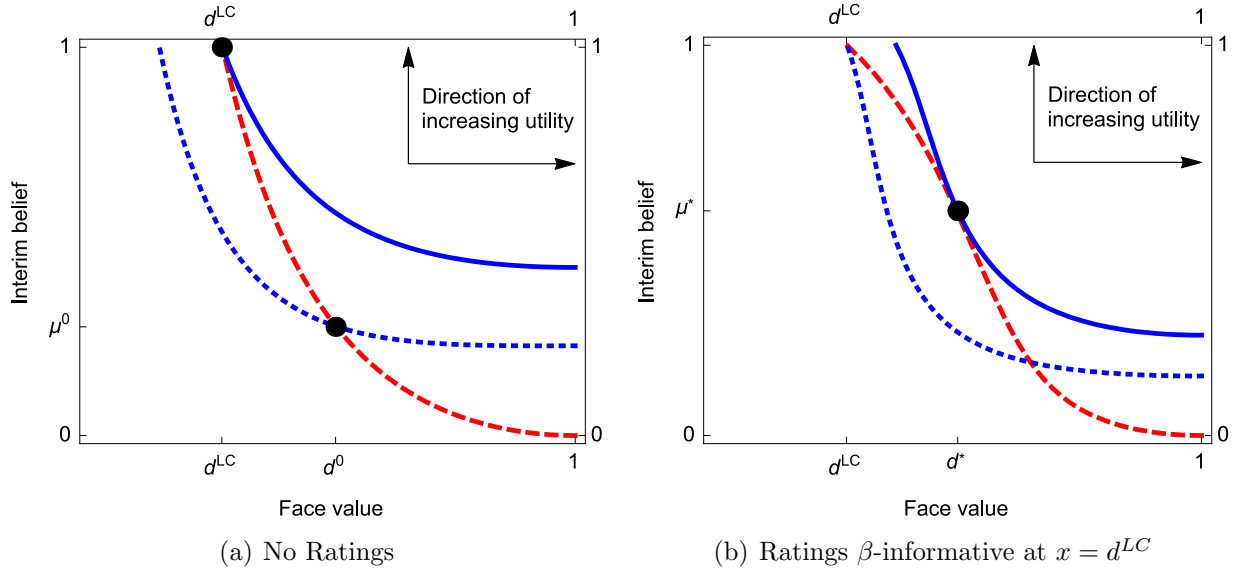 d^LC 1
1 1
Direction of
increasing utility
Interim belief
μ^0
0 0
d^LC d^0 1
Face value
(a) No Ratings
d^LC 1
1 1
Direction of
increasing utility
Interim belief
μ^*
0 0
d^LC d^* 1
Face value
(b) Ratings β-informative at x = d^LC